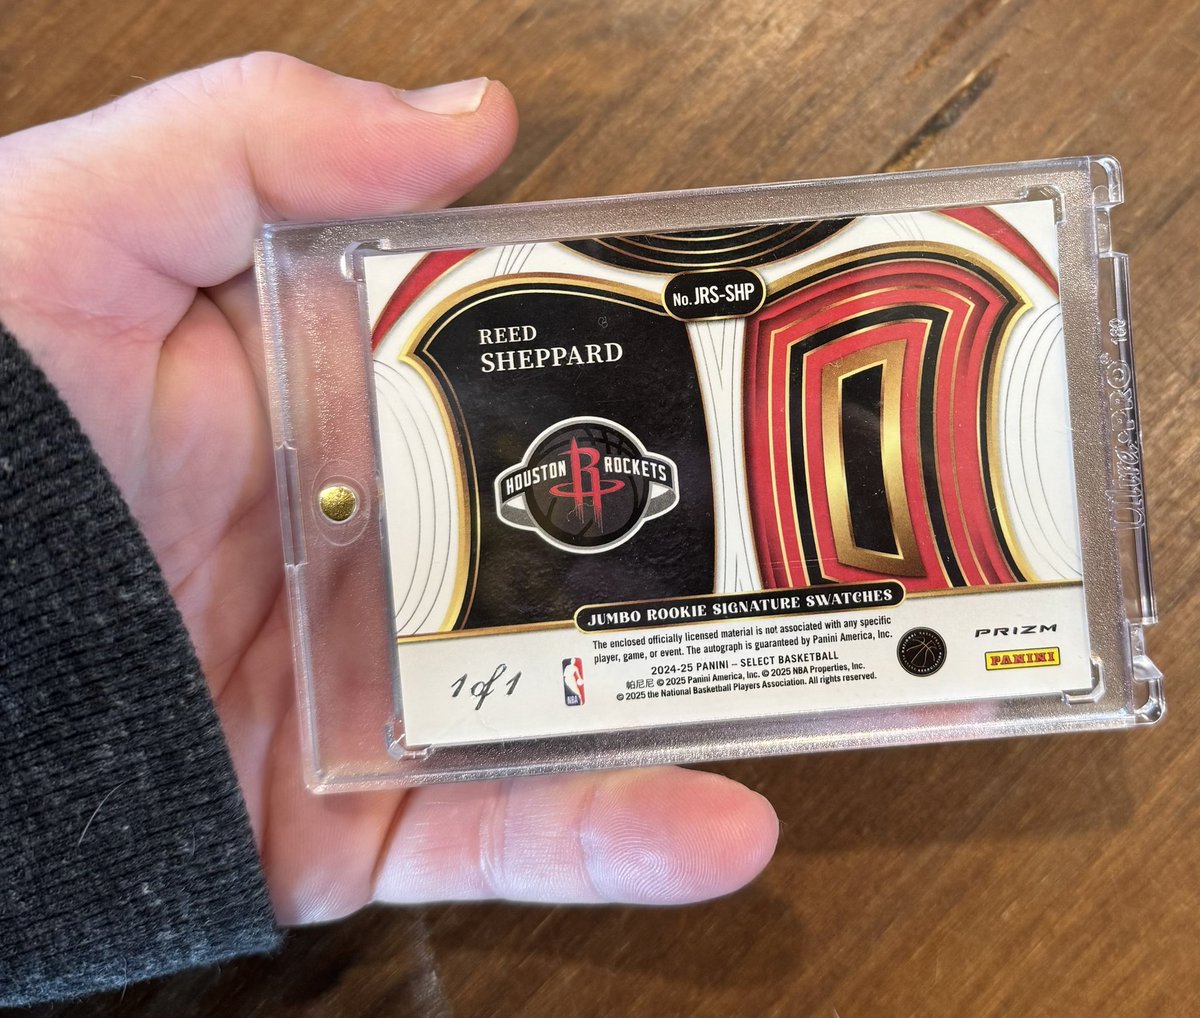 No. JRS-SHP
REED
SHEPPARD
HOUSTON ROCKETS
JUMBO ROOKIE SIGNATURE SWATCHES
The enclosed officially licensed material is not associated with any specific
player, game, or event. The autograph is guaranteed by Panini America, Inc.
2024-25 PANINI – SELECT BASKETBALL
帕尼尼 © 2025 Panini America, Inc. © 2025 NBA Properties, Inc.
© 2025 the National Basketball Players Association. All rights reserved.
1 of 1
NBA
PRIZM
PANINI
Ultra PRO®